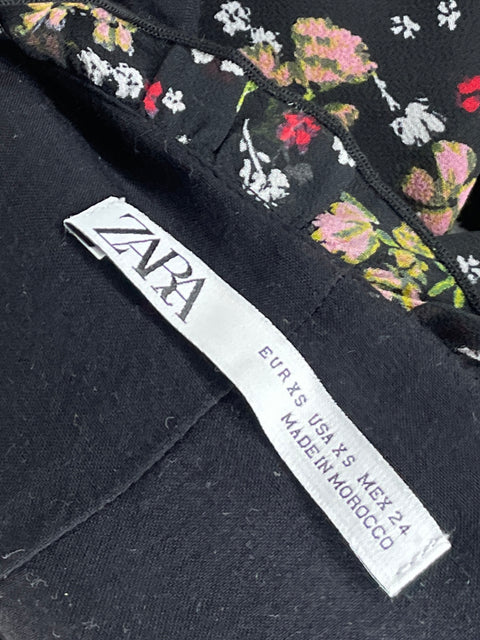 ZARA
EUR XS USA XS MEX 24
MADE IN MOROCCO